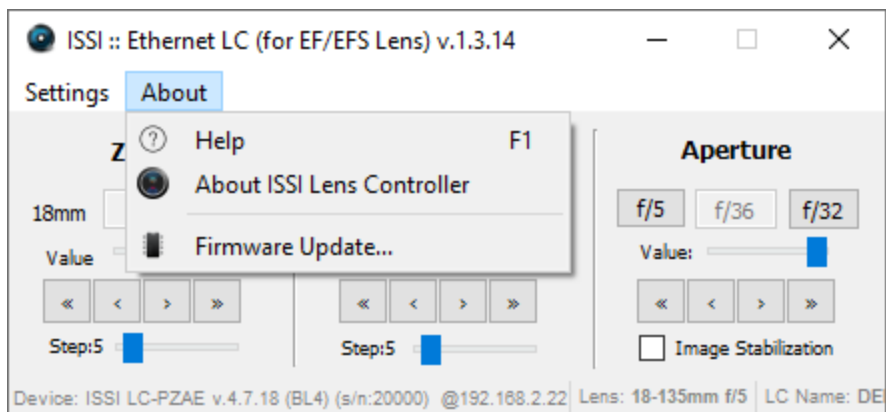 ISSI :: Ethernet LC (for EF/EFS Lens) v.1.3.14
Settings About
Help F1
About ISSI Lens Controller
Firmware Update...
Z
18mm
Value
« < > »
Step:5
« < > »
Step:5
Aperture
f/5 f/36 f/32
Value:
« < > »
Image Stabilization
Device: ISSI LC-PZAE v.4.7.18 (BL4) (s/n:20000) @192.168.2.22 Lens: 18-135mm f/5 LC Name: DE